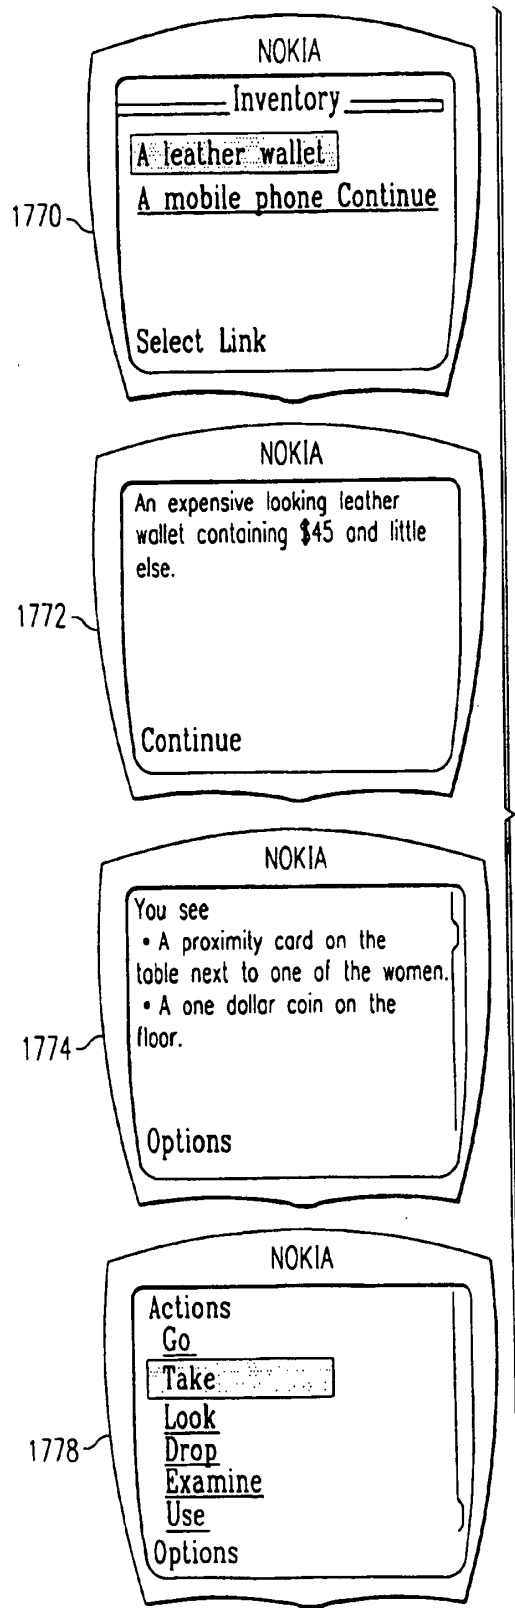 NOKIA
Inventory
A leather wallet
A mobile phone Continue
1770
Select Link
NOKIA
An expensive looking leather
wallet containing $45 and little
else.
1772
Continue
NOKIA
You see
• A proximity card on the
table next to one of the women.
• A one dollar coin on the
floor.
1774
Options
NOKIA
Actions
Go
Take
Look
Drop
1778
Examine
Use
Options